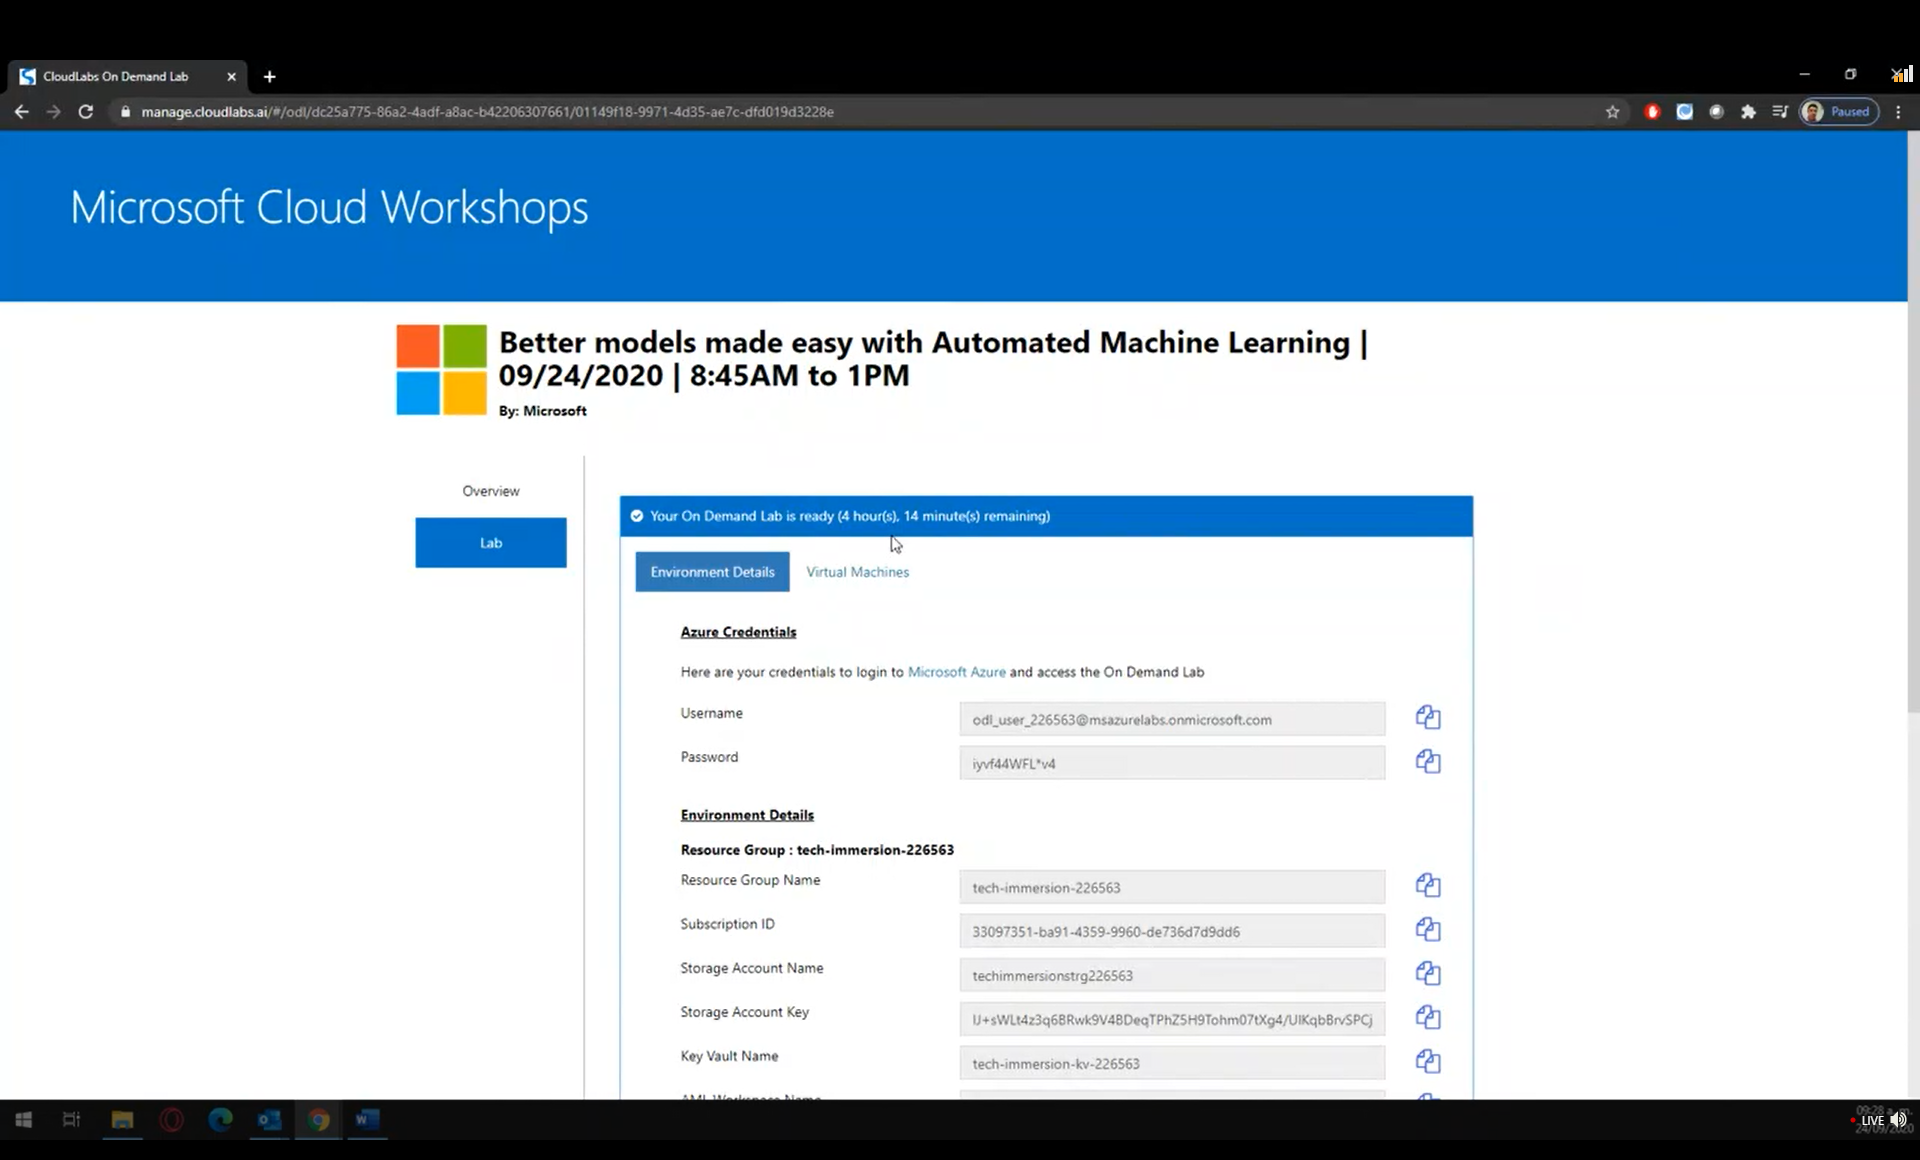 CloudLabs On Demand Lab
manage.cloudlabs.ai/#/odl/dc25a775-86a2-4adf-a8ac-b42206307661/01149f18-9971-4d35-ae7c-dfd019d3228e
Paused
Microsoft Cloud Workshops
Better models made easy with Automated Machine Learning |
09/24/2020 | 8:45AM to 1PM
By: Microsoft
Overview
Lab
Your On Demand Lab is ready (4 hour(s), 14 minute(s) remaining)
Environment Details
Virtual Machines
Azure Credentials
Here are your credentials to login to Microsoft Azure and access the On Demand Lab
Username
odl_user_226563@msazurelabs.onmicrosoft.com
Password
iyvf44WFL*v4
Environment Details
Resource Group : tech-immersion-226563
Resource Group Name
tech-immersion-226563
Subscription ID
33097351-ba91-4359-9960-de736d7d9dd6
Storage Account Name
techimmersionstrg226563
Storage Account Key
Key Vault Name
tech-immersion-kv-226563
AML Workspace Name
LIVE
24/09/2020